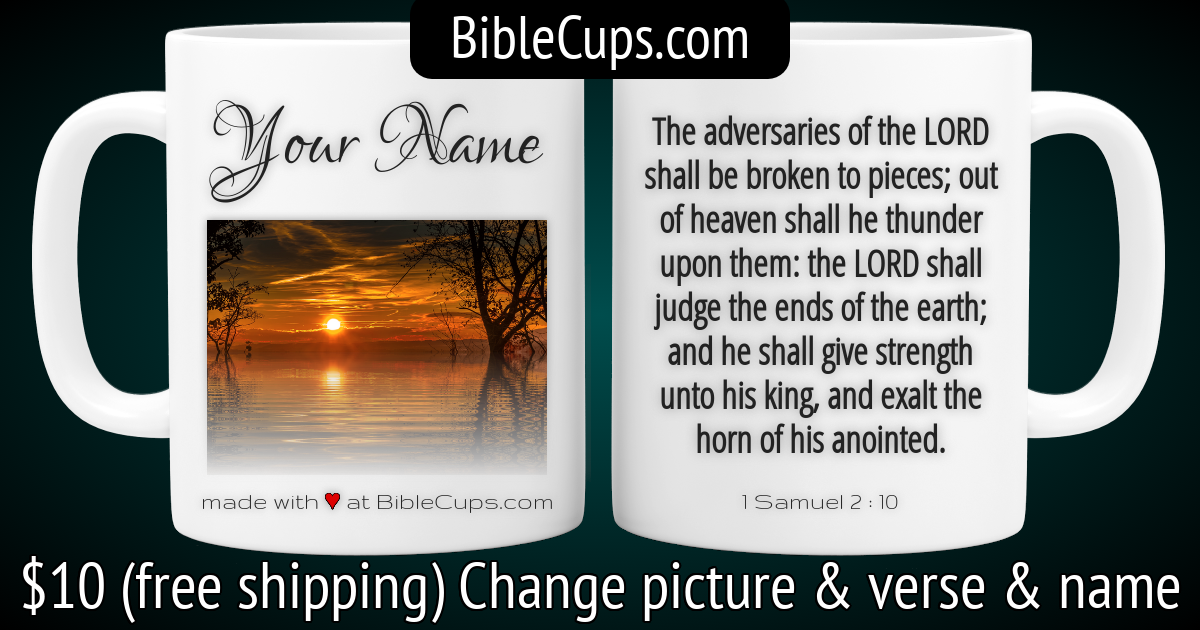 BibleCups.com
Your Name
made with ♥ at BibleCups.com
The adversaries of the LORD
shall be broken to pieces; out
of heaven shall he thunder
upon them: the LORD shall
judge the ends of the earth;
and he shall give strength
unto his king, and exalt the
horn of his anointed.
1 Samuel 2 : 10
$10 (free shipping) Change picture & verse & name